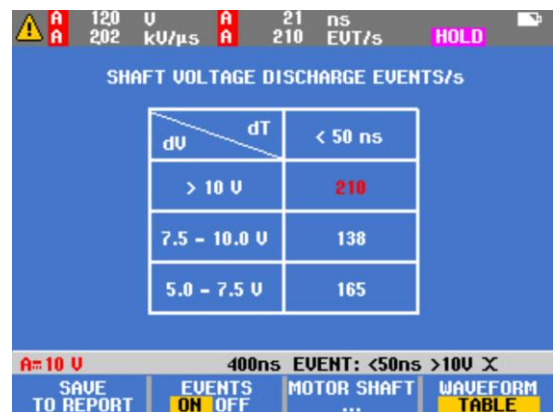 A 120 V A 21 ns
A 202 kV/µs A 210 EVT/s HOLD
SHAFT VOLTAGE DISCHARGE EVENTS/s
dV dT < 50 ns
> 10 V 210
7.5 - 10.0 V 138
5.0 - 7.5 V 165
A= 10 V 400ns EVENT: <50ns >10V X
SAVE TO REPORT
EVENTS ON OFF
MOTOR SHAFT ...
WAVEFORM TABLE